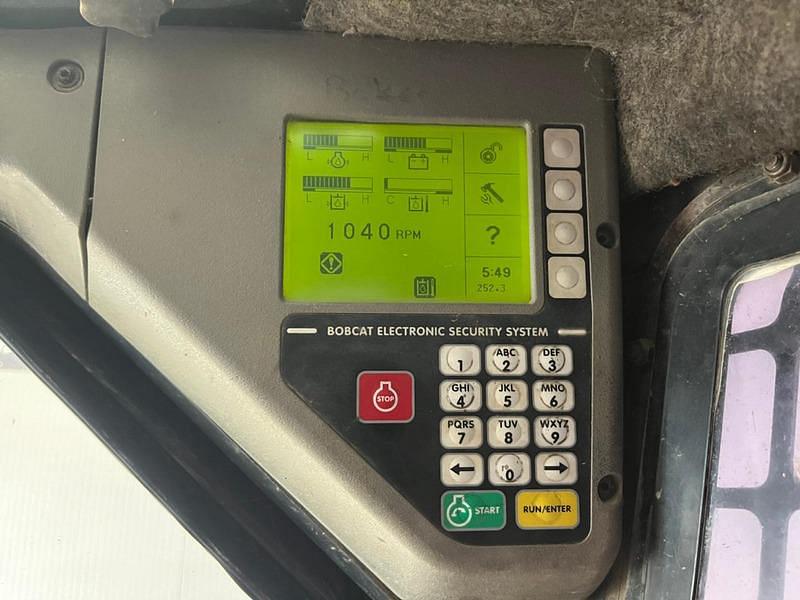 L H L H
L H C H
1040 RPM
?
5:49
252.3
BOBCAT ELECTRONIC SECURITY SYSTEM
1 ABC 2 DEF 3
STOP
GHI 4 JKL 5 MNO 6
PQRS 7 TUV 8 WXYZ 9
0
START RUN/ENTER